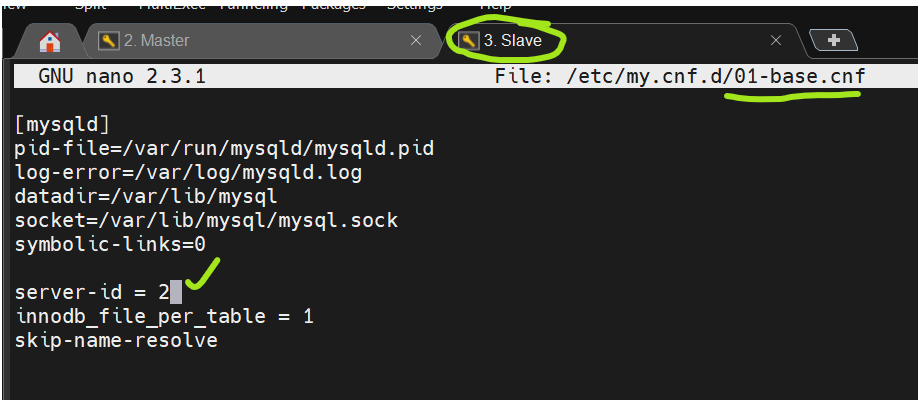 2. Master
3. Slave
GNU nano 2.3.1 File: /etc/my.cnf.d/01-base.cnf
[mysqld]
pid-file=/var/run/mysqld/mysqld.pid
log-error=/var/log/mysqld.log
datadir=/var/lib/mysql
socket=/var/lib/mysql/mysql.sock
symbolic-links=0
server-id = 2
innodb_file_per_table = 1
skip-name-resolve